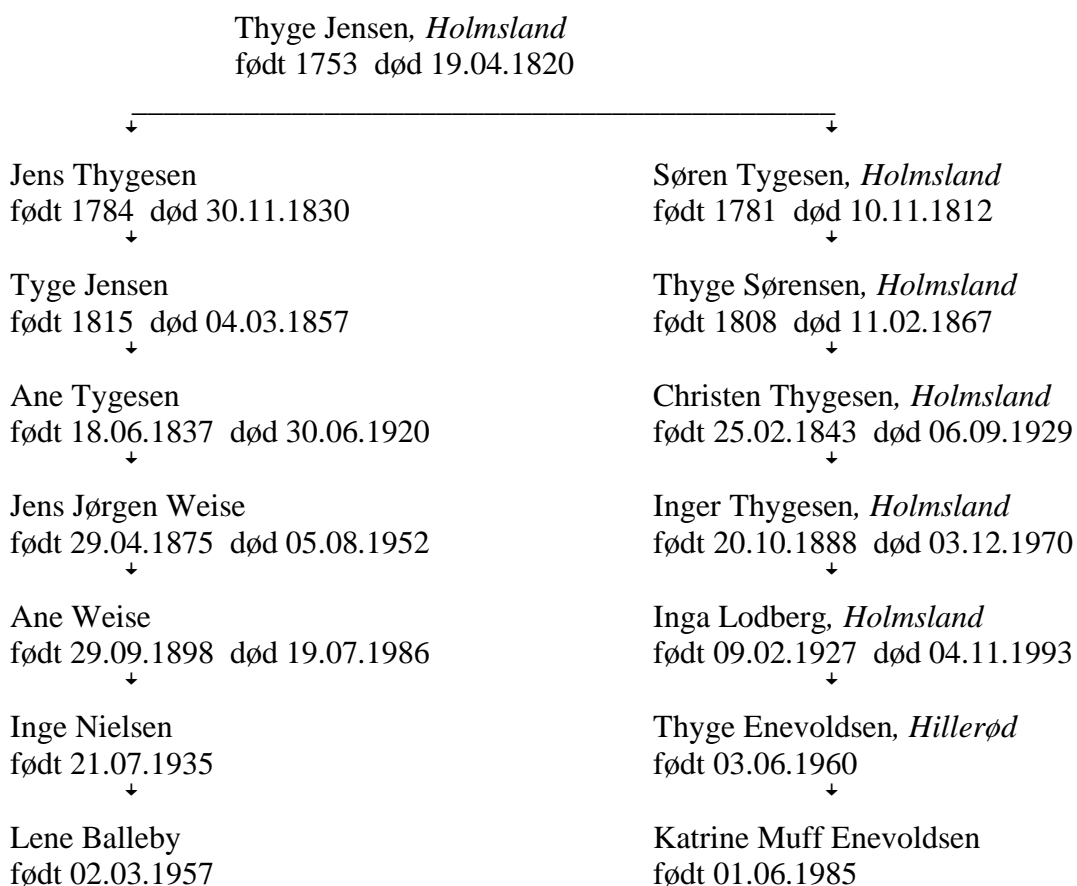 Thyge Jensen, Holmsland
født 1753 død 19.04.1820
Jens Thygesen
født 1784 død 30.11.1830
Søren Tygesen, Holmsland
født 1781 død 10.11.1812
Tyge Jensen
født 1815 død 04.03.1857
Thyge Sørensen, Holmsland
født 1808 død 11.02.1867
Ane Tygesen
født 18.06.1837 død 30.06.1920
Christen Thygesen, Holmsland
født 25.02.1843 død 06.09.1929
Jens Jørgen Weise
født 29.04.1875 død 05.08.1952
Inger Thygesen, Holmsland
født 20.10.1888 død 03.12.1970
Ane Weise
født 29.09.1898 død 19.07.1986
Inga Lodberg, Holmsland
født 09.02.1927 død 04.11.1993
Inge Nielsen
født 21.07.1935
Thyge Enevoldsen, Hillerød
født 03.06.1960
Lene Balleby
født 02.03.1957
Katrine Muff Enevoldsen
født 01.06.1985